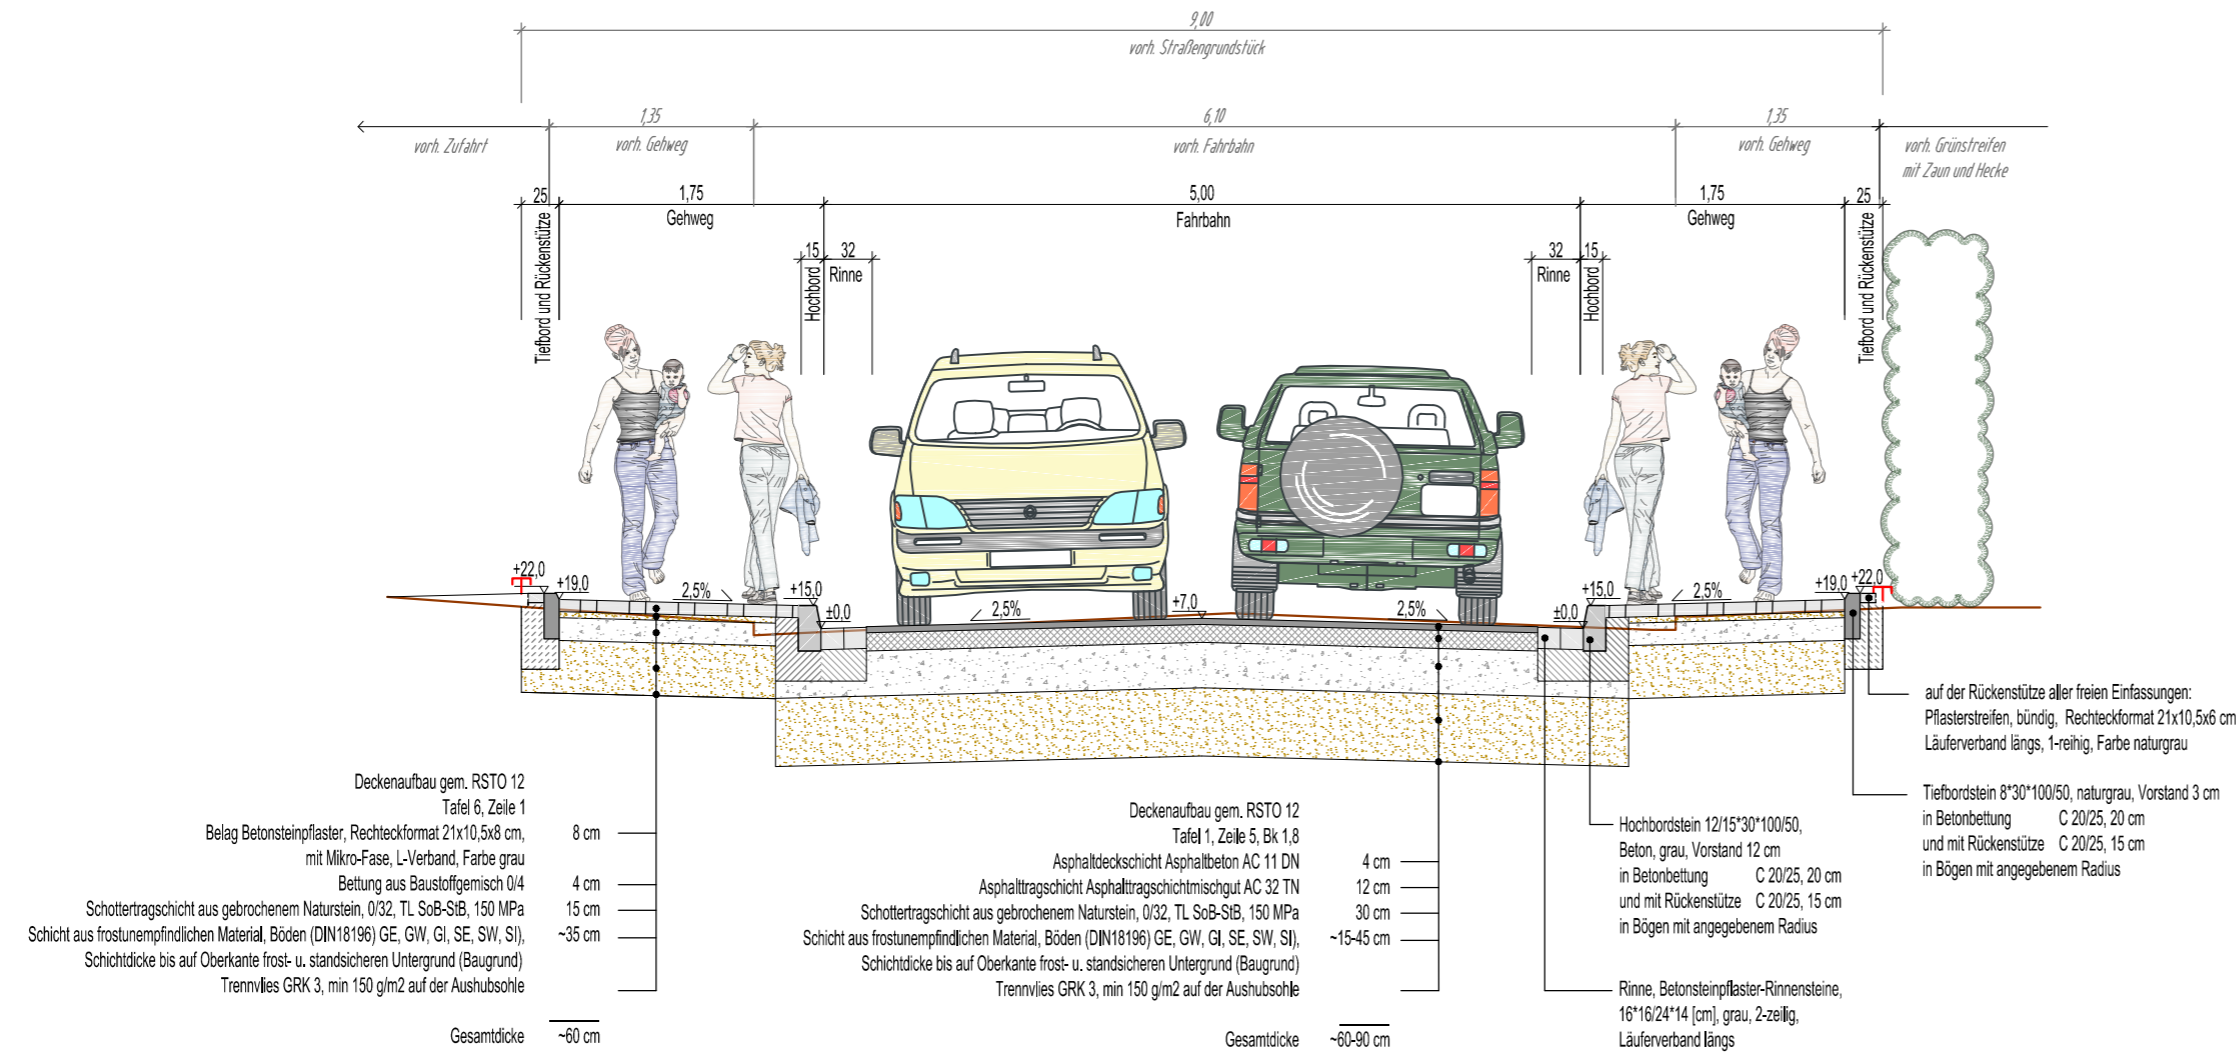 9,00
vorh. Straßengrundstück
1,35
6,10
1,35
vorh. Zufahrt
vorh. Gehweg
vorh. Fahrbahn
vorh. Gehweg
vorh. Grünstreifen
mit Zaun und Hecke
25
1,75
5,00
1,75
25
Tiefbord und Rückenstütze
Gehweg
Fahrbahn
Gehweg
Tiefbord und Rückenstütze
15
32
32
15
Hochbord
Rinne
Rinne
Hochbord
+22,0
+19,0
2,5%
+15,0
±0,0
2,5%
+7,0
2,5%
±0,0
+15,0
2,5%
+19,0
+22,0
Deckenaufbau gem. RSTO 12
Tafel 6, Zeile 1
Belag Betonsteinpflaster, Rechteckformat 21x10,5x8 cm, 8 cm
mit Mikro-Fase, L-Verband, Farbe grau
Bettung aus Baustoffgemisch 0/4 4 cm
Schottertragschicht aus gebrochenem Naturstein, 0/32, TL SoB-StB, 150 MPa 15 cm
Schicht aus frostunempfindlichen Material, Böden (DIN18196) GE, GW, GI, SE, SW, SI), ~35 cm
Schichtdicke bis auf Oberkante frost- u. standsicheren Untergrund (Baugrund)
Trennvlies GRK 3, min 150 g/m2 auf der Aushubsohle
Gesamtdicke ~60 cm
Deckenaufbau gem. RSTO 12
Tafel 1, Zeile 5, Bk 1,8
Asphaltdeckschicht Asphaltbeton AC 11 DN 4 cm
Asphalttragschicht Asphalttragschichtmischgut AC 32 TN 12 cm
Schottertragschicht aus gebrochenem Naturstein, 0/32, TL SoB-StB, 150 MPa 30 cm
Schicht aus frostunempfindlichen Material, Böden (DIN18196) GE, GW, GI, SE, SW, SI), ~15-45 cm
Schichtdicke bis auf Oberkante frost- u. standsicheren Untergrund (Baugrund)
Trennvlies GRK 3, min 150 g/m2 auf der Aushubsohle
Gesamtdicke ~60-90 cm
Hochbordstein 12/15*30*100/50,
Beton, grau, Vorstand 12 cm
in Betonbettung C 20/25, 20 cm
und mit Rückenstütze C 20/25, 15 cm
in Bögen mit angegebenem Radius
Rinne, Betonsteinpflaster-Rinnensteine,
16*16/24*14 [cm], grau, 2-zeilig,
Läuferverband längs
auf der Rückenstütze aller freien Einfassungen:
Pflasterstreifen, bündig, Rechteckformat 21x10,5x6 cm
Läuferverband längs, 1-reihig, Farbe naturgrau
Tiefbordstein 8*30*100/50, naturgrau, Vorstand 3 cm
in Betonbettung C 20/25, 20 cm
und mit Rückenstütze C 20/25, 15 cm
in Bögen mit angegebenem Radius